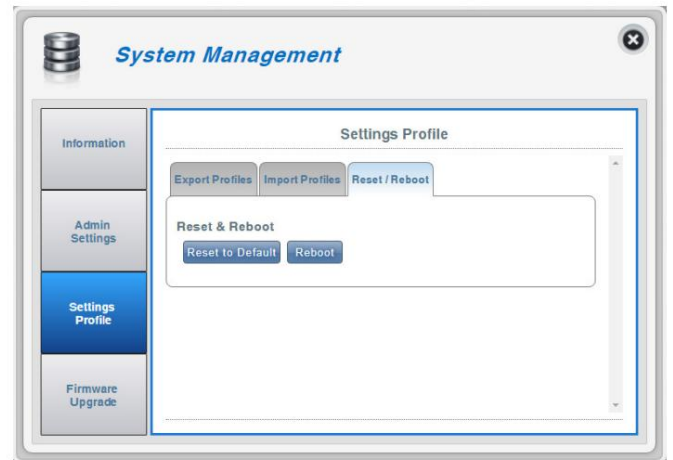 System Management
Information
Admin
Settings
Settings
Profile
Firmware
Upgrade
Settings Profile
Export Profiles
Import Profiles
Reset / Reboot
Reset & Reboot
Reset to Default
Reboot